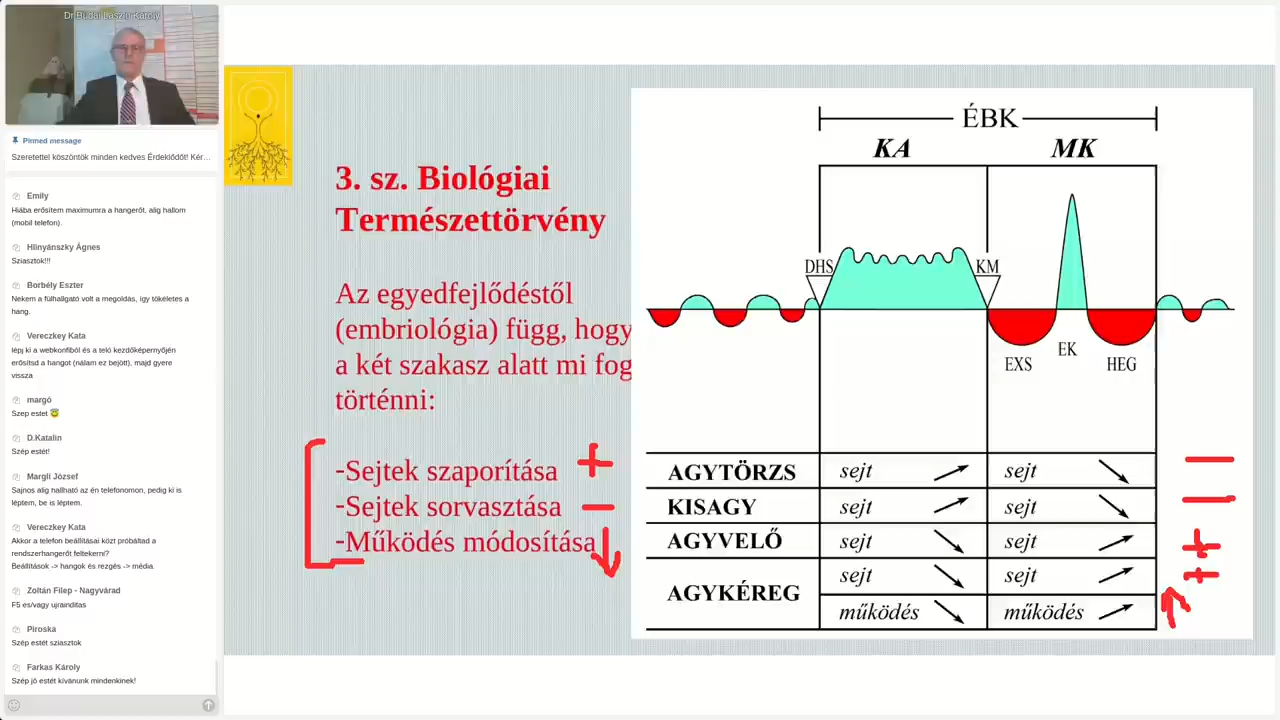 Dr Budai László Károly
Pinned message
Szeretettel köszöntök minden kedves Érdeklődőt! Kér…
Emily
Hiába erősítem maximumra a hangerőt, alig hallom
(mobil telefon).
Hlinyánszky Ágnes
Sziasztok!!!
Borbély Eszter
Nekem a fülhallgató volt a megoldás, így tökéletes a
hang.
Vereczkey Kata
lépj ki a webkonfiból és a teló kezdőképernyőjén
erősítsd a hangot (nálam ez bejött), majd gyere
vissza
margó
Szep estet 😇
D.Katalin
Szép estét!
Margli József
Sajnos álig hallható az én telefonomon, pedig ki is
léptem, be is léptem.
Vereczkey Kata
Akkor a telefon beállításai közt próbáltad a
rendszerhangerőt feltekerni?
Beállítások -> hangok és rezgés -> média
Zoltán Filep - Nagyvárad
F5 es/vagy ujrainditas
Piroska
Szép estét sziasztok
Farkas Károly
Szép jó estét kívánunk mindenkinek!
3. sz. Biológiai
Természettörvény
Az egyedfejlődéstől
(embriológia) függ, hogy
a két szakasz alatt mi fog
történni:
-Sejtek szaporítása +
-Sejtek sorvasztása –
-Működés módosítása ↓
ÉBK
KA MK
DHS KM
EXS EK HEG
AGYTÖRZS sejt ↗ sejt ↘ –
KISAGY sejt ↗ sejt ↘ –
AGYVELŐ sejt ↘ sejt ↗ +
AGYKÉREG sejt ↘ sejt ↗ +
működés ↘ működés ↗ ↑